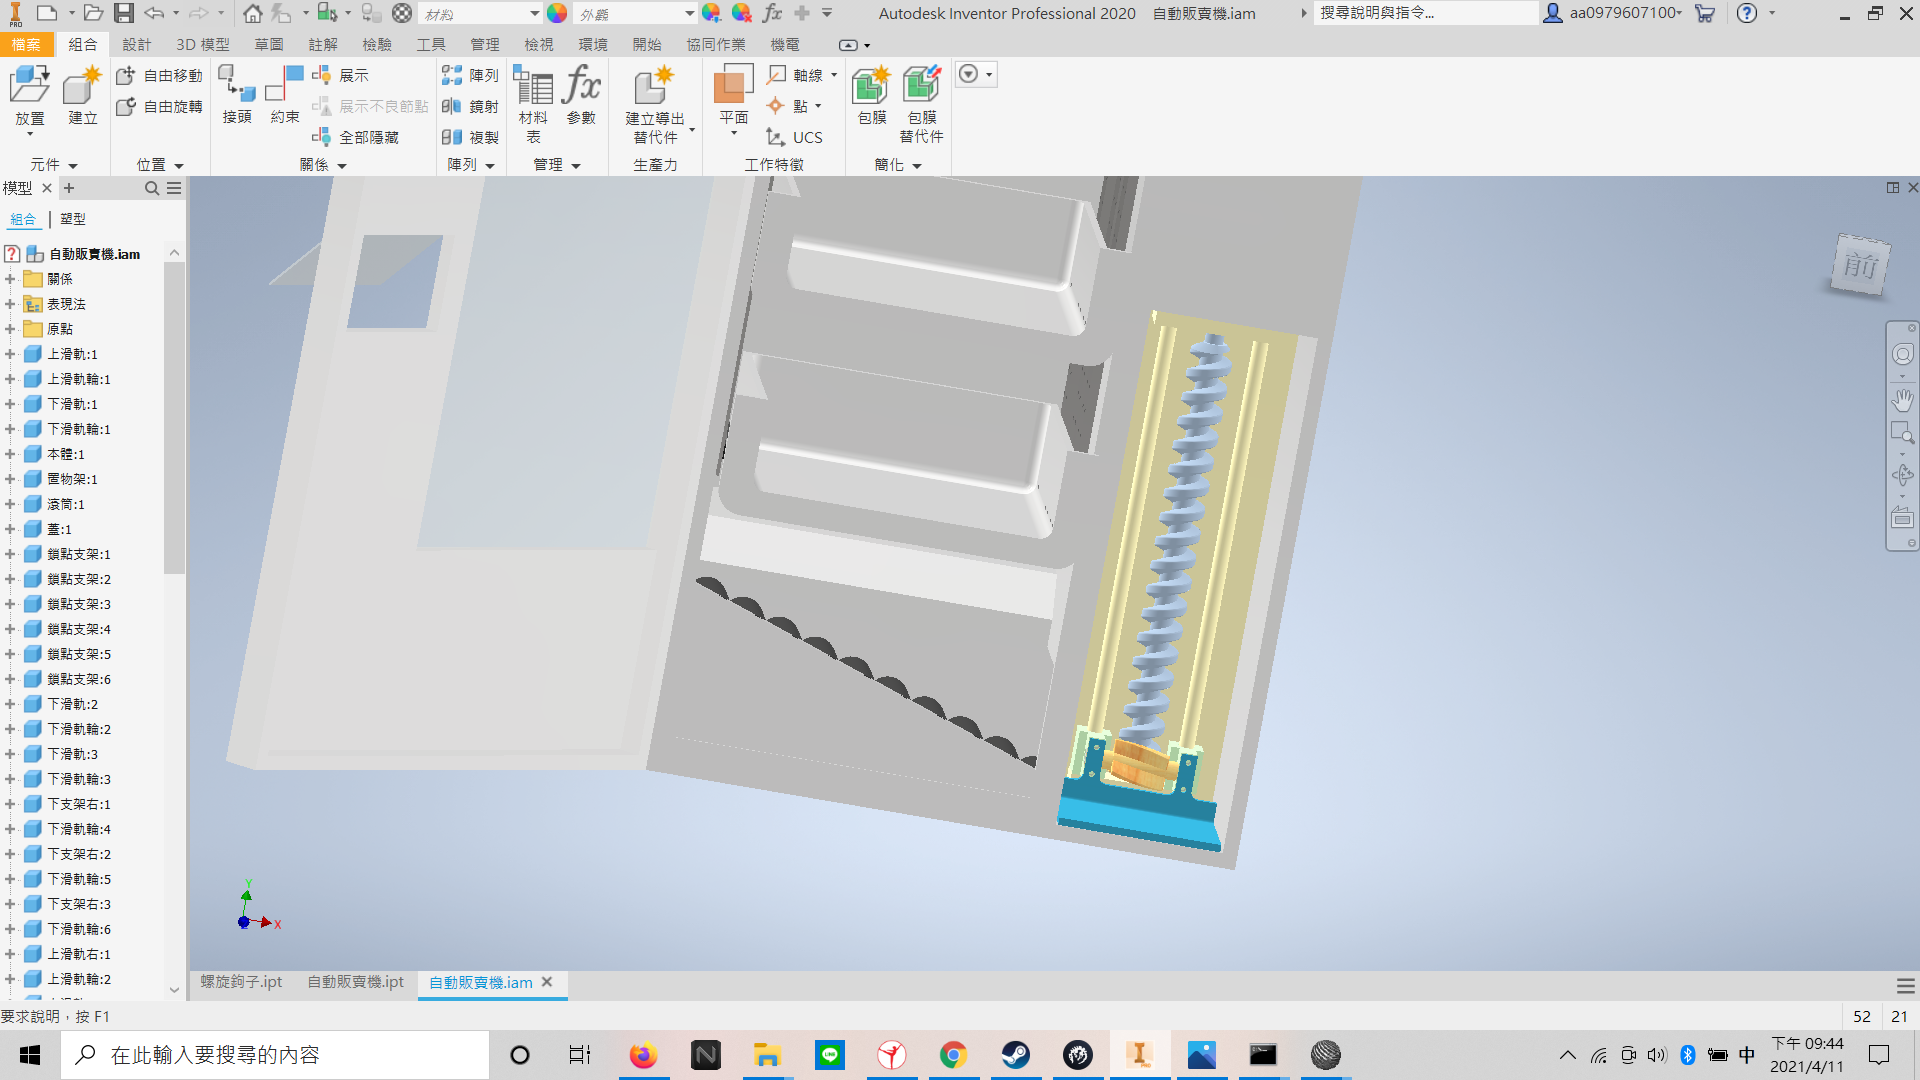 PRO
材料
外觀
fx
Autodesk Inventor Professional 2020 自動販賣機.iam
搜尋說明與指令...
aa0979607100
檔案 組合 設計 3D 模型 草圖 註解 檢驗 工具 管理 檢視 環境 開始 協同作業 機電
放置
建立
自由移動
自由旋轉
接頭
約束
展示
展示不良節點
全部隱藏
陣列
鏡射
複製
材料表
fx
參數
建立導出
替代件
平面
軸線
點
UCS
包膜
包膜
替代件
元件 位置 關係 陣列 管理 生產力 工作特徵 簡化
模型
組合 | 塑型
自動販賣機.iam
關係
表現法
原點
上滑軌:1
上滑軌輪:1
下滑軌:1
下滑軌輪:1
本體:1
置物架:1
滾筒:1
蓋:1
鎖點支架:1
鎖點支架:2
鎖點支架:3
鎖點支架:4
鎖點支架:5
鎖點支架:6
下滑軌:2
下滑軌輪:2
下滑軌:3
下滑軌輪:3
下支架右:1
下滑軌輪:4
下支架右:2
下滑軌輪:5
下支架右:3
下滑軌輪:6
上滑軌右:1
上滑軌輪:2
前
Y
X
螺旋鉤子.ipt 自動販賣機.ipt 自動販賣機.iam
要求說明，按 F1
52 21
在此輸入要搜尋的內容
中
下午 09:44
2021/4/11